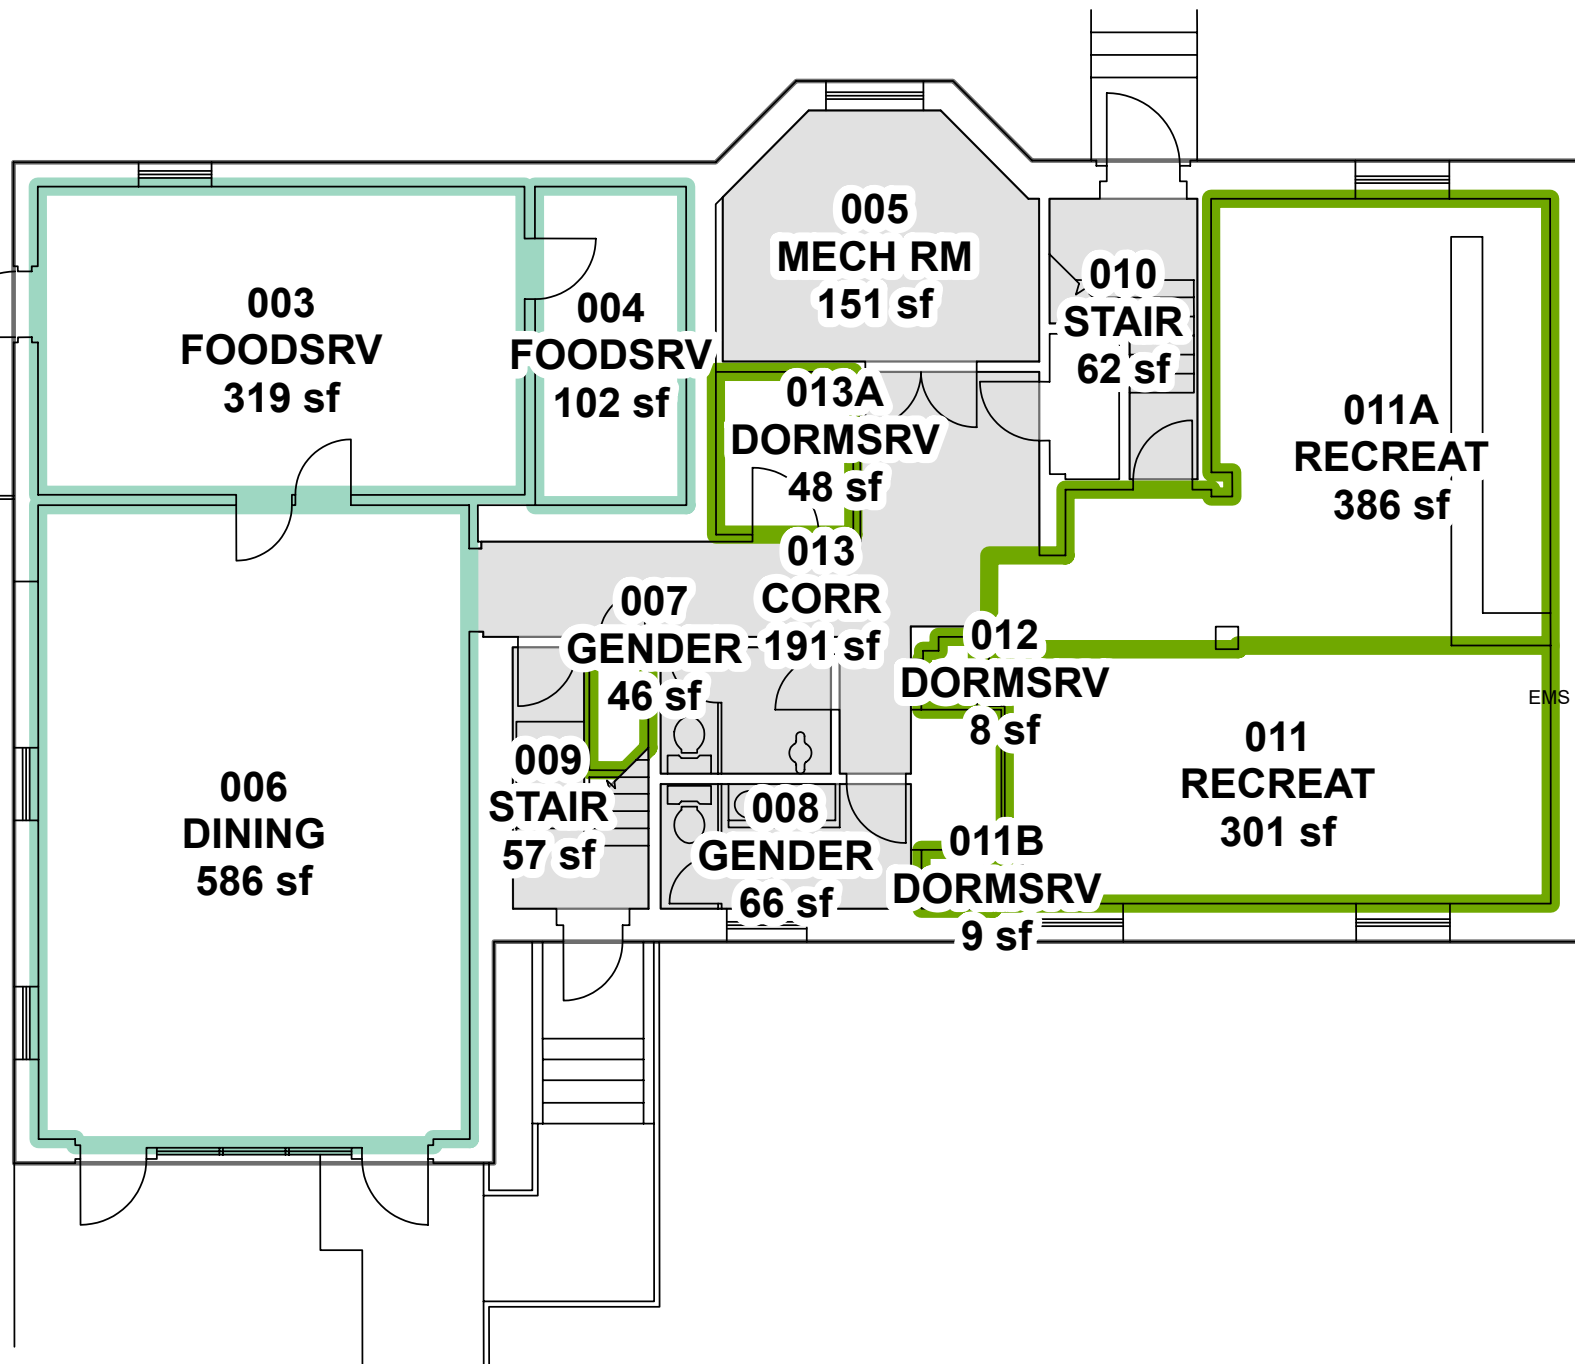 003
FOODSRV
319 sf
004
FOODSRV
102 sf
005
MECH RM
151 sf
010
STAIR
62 sf
013A
DORMSRV
48 sf
011A
RECREAT
386 sf
013
CORR
191 sf
007
GENDER
46 sf
012
DORMSRV
8 sf
EMS
011
RECREAT
301 sf
009
STAIR
57 sf
006
DINING
586 sf
008
GENDER
66 sf
011B
DORMSRV
9 sf